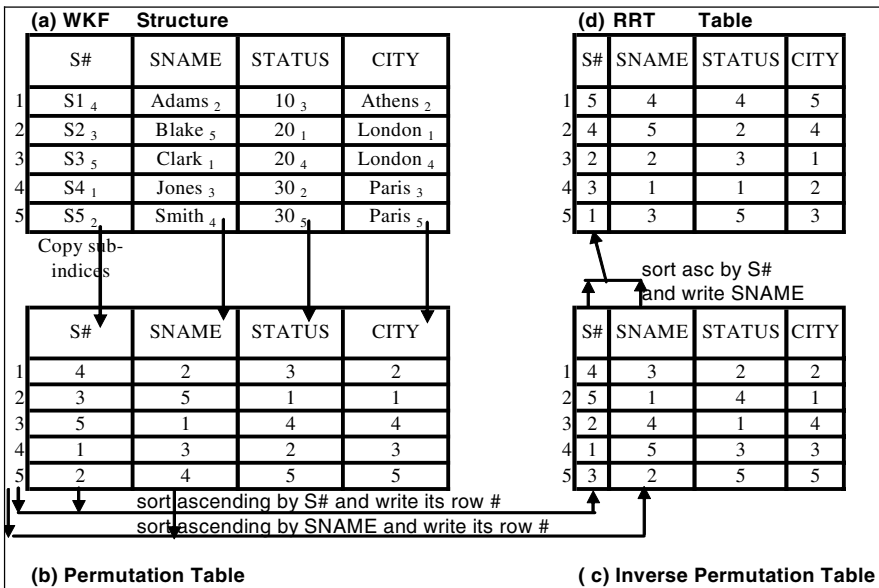 (a) WKF Structure
S# SNAME STATUS CITY
1 S1 4 Adams 2 10 3 Athens 2
2 S2 3 Blake 5 20 1 London 1
3 S3 5 Clark 1 20 4 London 4
4 S4 1 Jones 3 30 2 Paris 3
5 S5 2 Smith 4 30 5 Paris 5
Copy sub-
indices
S# SNAME STATUS CITY
1 4 2 3 2
2 3 5 1 1
3 5 1 4 4
4 1 3 2 3
5 2 4 5 5
sort ascending by S# and write its row #
sort ascending by SNAME and write its row #
(b) Permutation Table
(d) RRT Table
S# SNAME STATUS CITY
1 5 4 4 5
2 4 5 2 4
3 2 2 3 1
4 3 1 1 2
5 1 3 5 3
sort asc by S#
and write SNAME
S# SNAME STATUS CITY
1 4 3 2 2
2 5 1 4 1
3 2 4 1 4
4 1 5 3 3
5 3 2 5 5
( c) Inverse Permutation Table